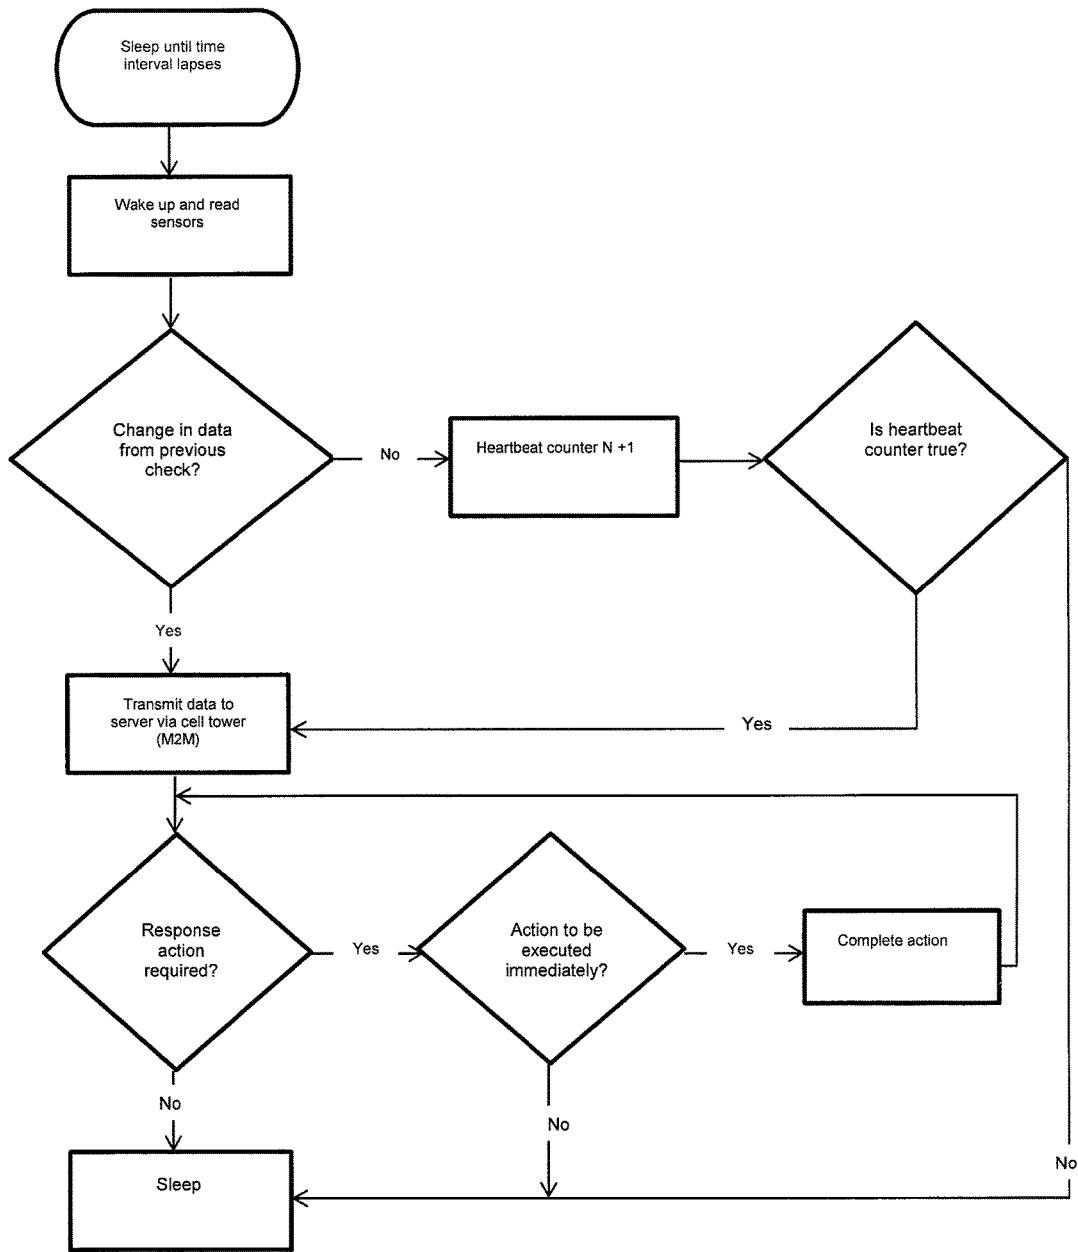 Sleep until time
interval lapses
Wake up and read
sensors
Change in data
from previous
check?
No
Heartbeat counter N +1
Is heartbeat
counter true?
Yes
Transmit data to
server via cell tower
(M2M)
Yes
Response
action
required?
Yes
Action to be
executed
immediately?
Yes
Complete action
No
No
No
Sleep